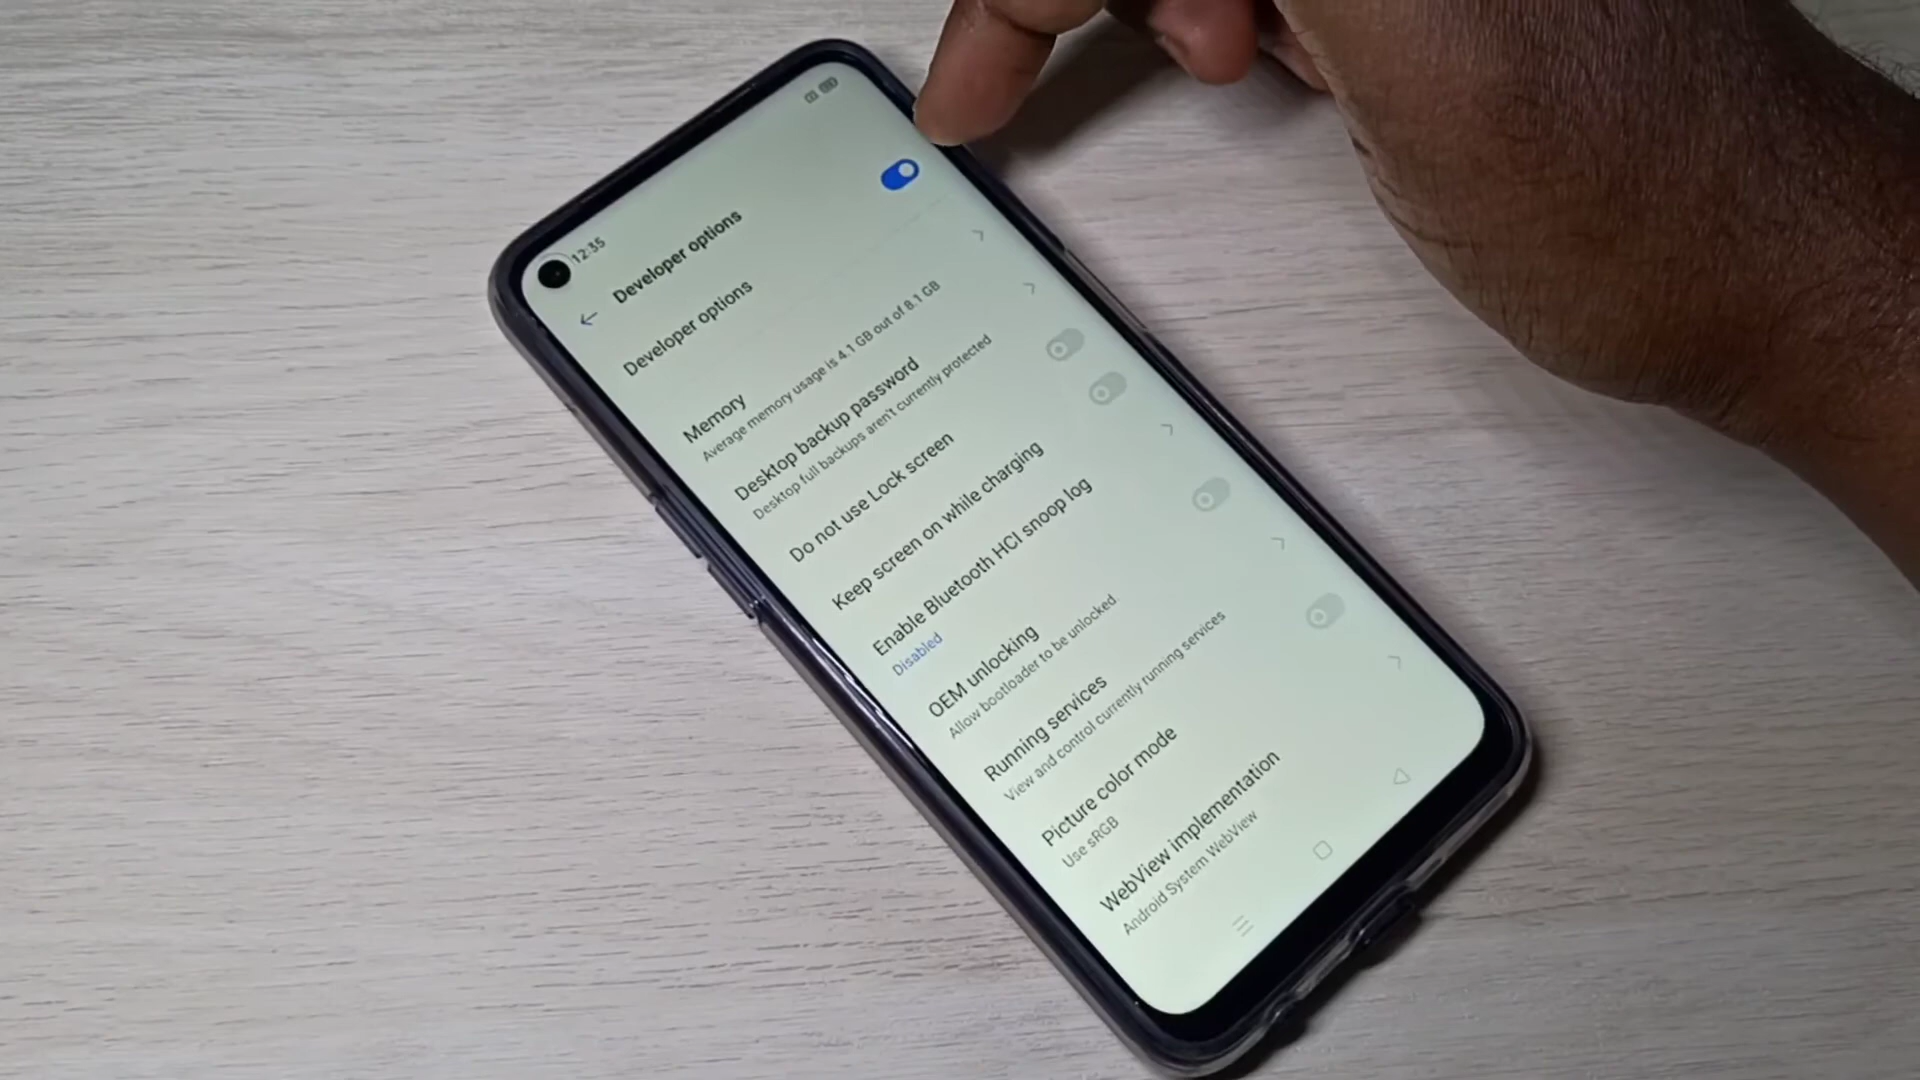 12:35
Developer options
Developer options
Memory
Average memory usage is 4.1 GB out of 8.1 GB
Desktop backup password
Desktop full backups aren't currently protected
Do not use Lock screen
Keep screen on while charging
Enable Bluetooth HCI snoop log
Disabled
OEM unlocking
Allow bootloader to be unlocked.
Running services
View and control currently running services
Picture color mode
Use sRGB
WebView implementation
Android System WebView